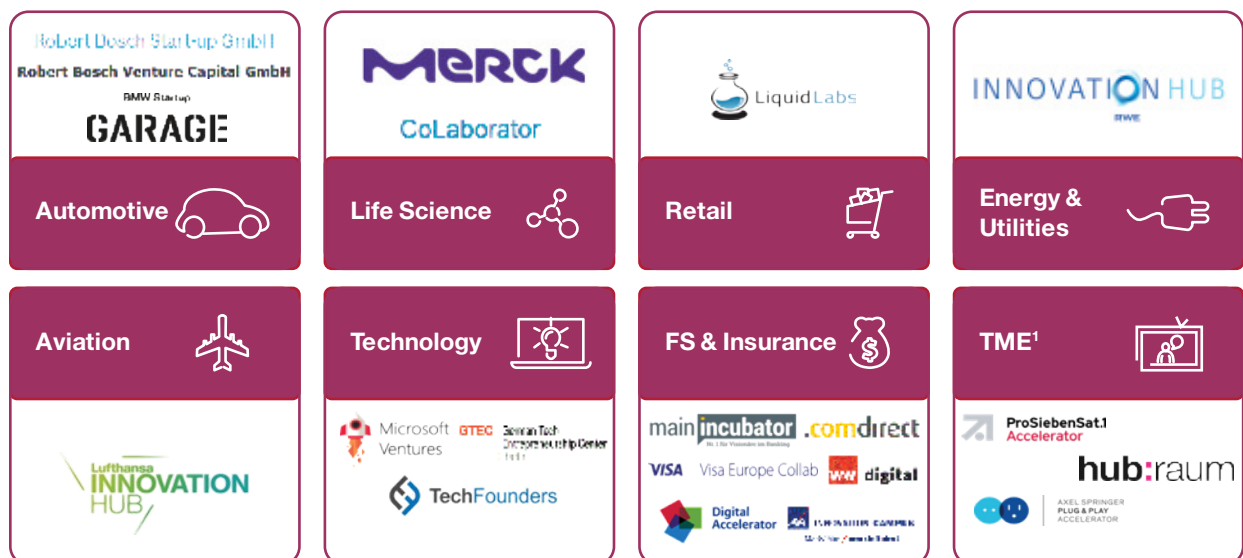 Robert Bosch Start-up GmbH
Robert Bosch Venture Capital GmbH
BMW Startup
GARAGE
Automotive
MERCK
CoLaborator
Life Science
LiquidLabs
Retail
INNOVATION HUB
RWE
Energy &
Utilities
Aviation
Lufthansa
INNOVATION
HUB
Technology
Microsoft
Ventures
GTEC
German Tech
Entrepreneurship Center
TechFounders
FS & Insurance
$
main incubator
.comdirect
VISA
Visa Europe Collab
W&W digital
Digital
Accelerator
AXA
INNOVATION CAMPUS
TME¹
ProSiebenSat.1
Accelerator
hub:raum
AXEL SPRINGER
PLUG & PLAY
ACCELERATOR